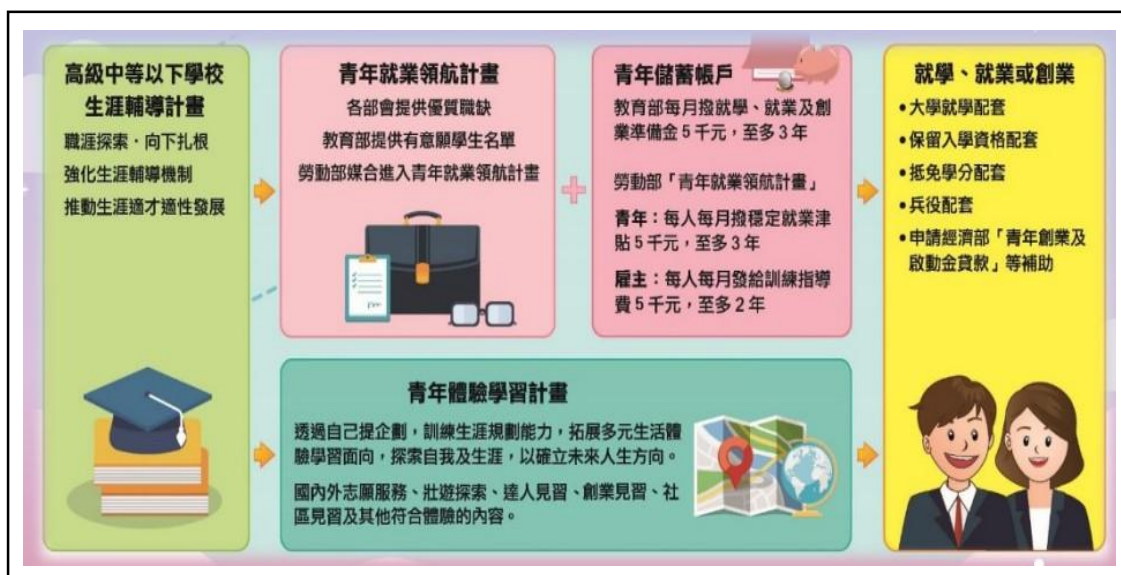 高級中等以下學校
生涯輔導計畫
職涯探索・向下扎根
強化生涯輔導機制
推動生涯適才適性發展
青年就業領航計畫
各部會提供優質職缺
教育部提供有意願學生名單
勞動部媒合進入青年就業領航計畫
青年儲蓄帳戶
教育部每月撥就學、就業及創
業準備金5千元，至多3年
勞動部「青年就業領航計畫」
青年：每人每月撥穩定就業津
貼5千元，至多3年
雇主：每人每月發給訓練指導
費5千元，至多2年
青年體驗學習計畫
透過自己提企劃，訓練生涯規劃能力，拓展多元生活體
驗學習面向，探索自我及生涯，以確立未來人生方向。
國內外志願服務、壯遊探索、達人見習、創業見習、社
區見習及其他符合體驗的內容。
就學、就業或創業
•大學就學配套
•保留入學資格配套
•抵免學分配套
•兵役配套
•申請經濟部「青年創業及
啟動金貸款」等補助